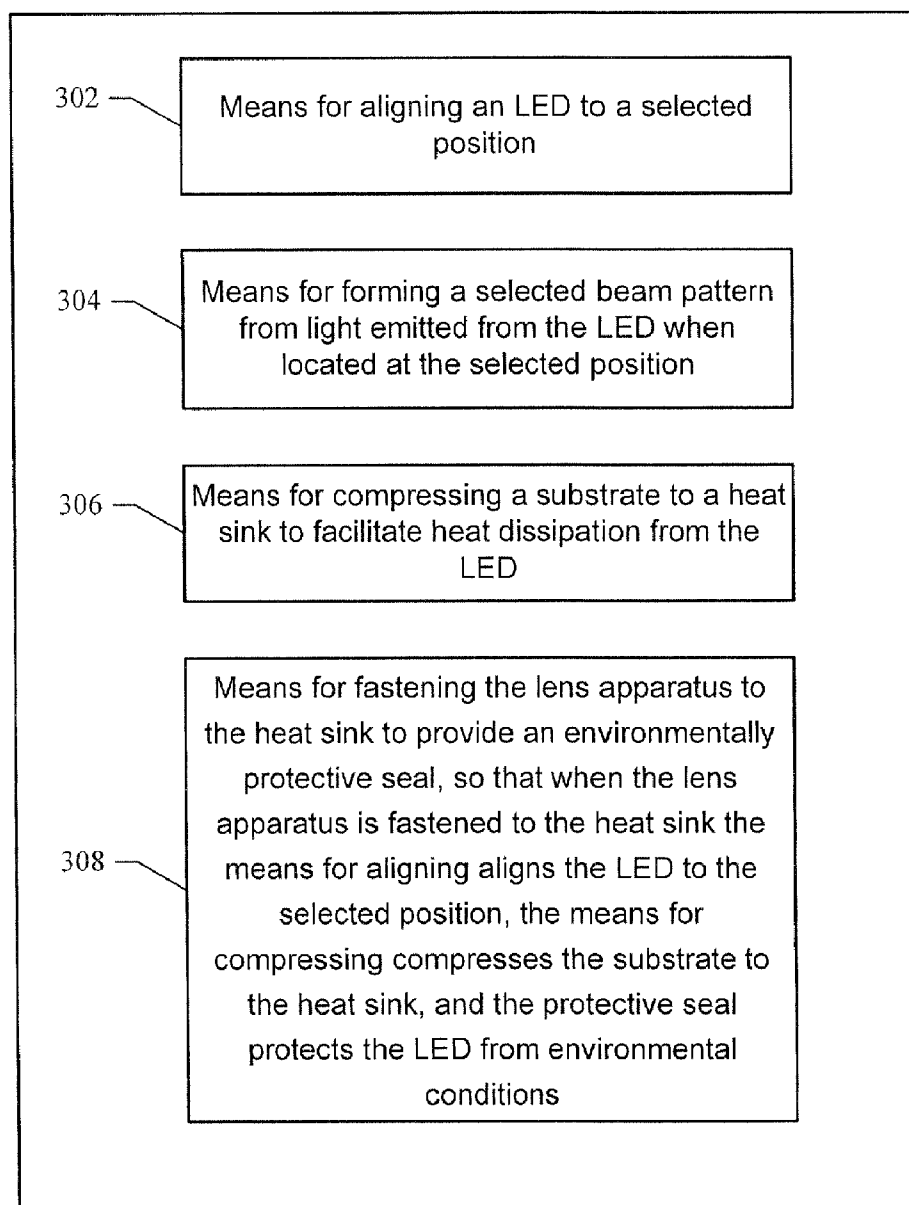 302
Means for aligning an LED to a selected
position
304
Means for forming a selected beam pattern
from light emitted from the LED when
located at the selected position
306
Means for compressing a substrate to a heat
sink to facilitate heat dissipation from the
LED
308
Means for fastening the lens apparatus to
the heat sink to provide an environmentally
protective seal, so that when the lens
apparatus is fastened to the heat sink the
means for aligning aligns the LED to the
selected position, the means for
compressing compresses the substrate to
the heat sink, and the protective seal
protects the LED from environmental
conditions